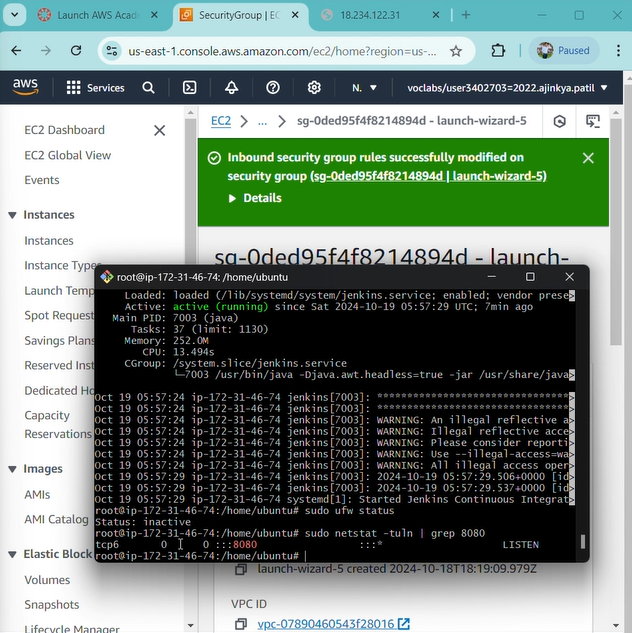 Launch AWS Acade
SecurityGroup | EC
18.234.122.31
us-east-1.console.aws.amazon.com/ec2/home?region=us-...
Paused
aws
Services
N.
voclabs/user3402703=2022.ajinkya.patil
EC2 Dashboard
EC2 Global View
Events
Instances
Instances
Instance Types
Launch Temp
Spot Request
Savings Plans
Reserved Inst
Dedicated Ho
Capacity
Reservations
Images
AMIs
AMI Catalog
Elastic Block
Volumes
Snapshots
Lifecycle Manager
EC2
...
sg-0ded95f4f8214894d - launch-wizard-5
Inbound security group rules successfully modified on
security group (sg-0ded95f4f8214894d | launch-wizard-5)
Details
sg-0ded95f4f8214894d - launch-
root@ip-172-31-46-74: /home/ubuntu
Loaded: loaded (/lib/systemd/system/jenkins.service; enabled; vendor prese>
Active: active (running) since Sat 2024-10-19 05:57:29 UTC; 7min ago
Main PID: 7003 (java)
Tasks: 37 (limit: 1130)
Memory: 252.0M
CPU: 13.494s
CGroup: /system.slice/jenkins.service
└─7003 /usr/bin/java -Djava.awt.headless=true -jar /usr/share/java>
Oct 19 05:57:24 ip-172-31-46-74 jenkins[7003]: ********************************>
Oct 19 05:57:24 ip-172-31-46-74 jenkins[7003]: ********************************>
Oct 19 05:57:24 ip-172-31-46-74 jenkins[7003]: WARNING: An illegal reflective a>
Oct 19 05:57:24 ip-172-31-46-74 jenkins[7003]: WARNING: Illegal reflective acce>
Oct 19 05:57:24 ip-172-31-46-74 jenkins[7003]: WARNING: Please consider reporti>
Oct 19 05:57:24 ip-172-31-46-74 jenkins[7003]: WARNING: Use --illegal-access=wa>
Oct 19 05:57:24 ip-172-31-46-74 jenkins[7003]: WARNING: All illegal access oper>
Oct 19 05:57:29 ip-172-31-46-74 jenkins[7003]: 2024-10-19 05:57:29.506+0000 [id>
Oct 19 05:57:29 ip-172-31-46-74 jenkins[7003]: 2024-10-19 05:57:29.537+0000 [id>
Oct 19 05:57:29 ip-172-31-46-74 systemd[1]: Started Jenkins Continuous Integrat>
root@ip-172-31-46-74:/home/ubuntu# sudo ufw status
Status: inactive
root@ip-172-31-46-74:/home/ubuntu# sudo netstat -tuln | grep 8080
tcp6 0 0 :::8080 :::* LISTEN
root@ip-172-31-46-74:/home/ubuntu#
launch-wizard-5 created 2024-10-18T18:19:09.979Z
VPC ID
vpc-07890460543f28016